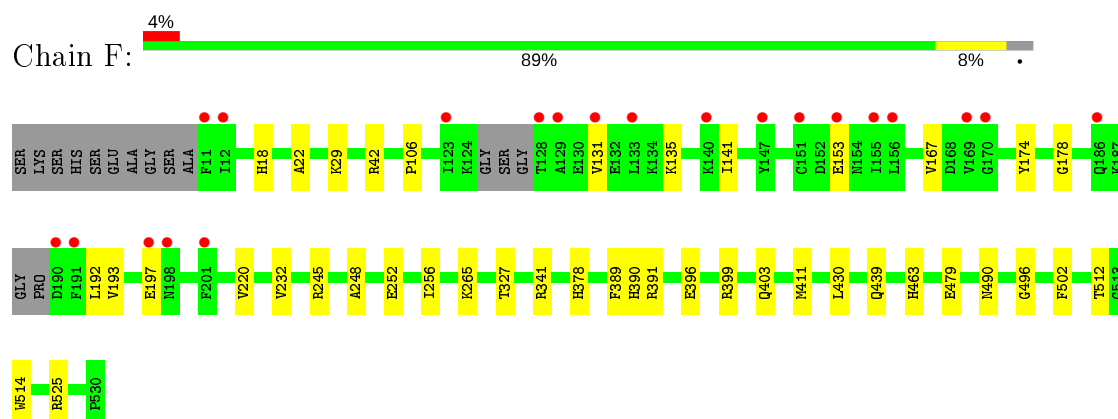 4%
Chain F:
89%
8%
•
SER LYS SER HIS SER GLU ALA GLY SER ALA F11 I12 H18 A22 K29 R42 P106 I123 K124 GLY SER GLY T128 A129 E130 V131 E132 L133 K134 K135 K140 I141 Y147 C151 D152 E153 N154 I155 L156 V167 D168 V169 G170 Y174 G178 Q186 K187
GLY PRO D190 F191 L192 V193 E197 N198 F201 V220 V232 R245 A248 E252 I256 K265 T327 R341 H378 F389 H390 R391 E396 R399 Q403 M411 L430 Q439 H463 E479 N490 G496 F502 T512 G513
W514 R525 P530